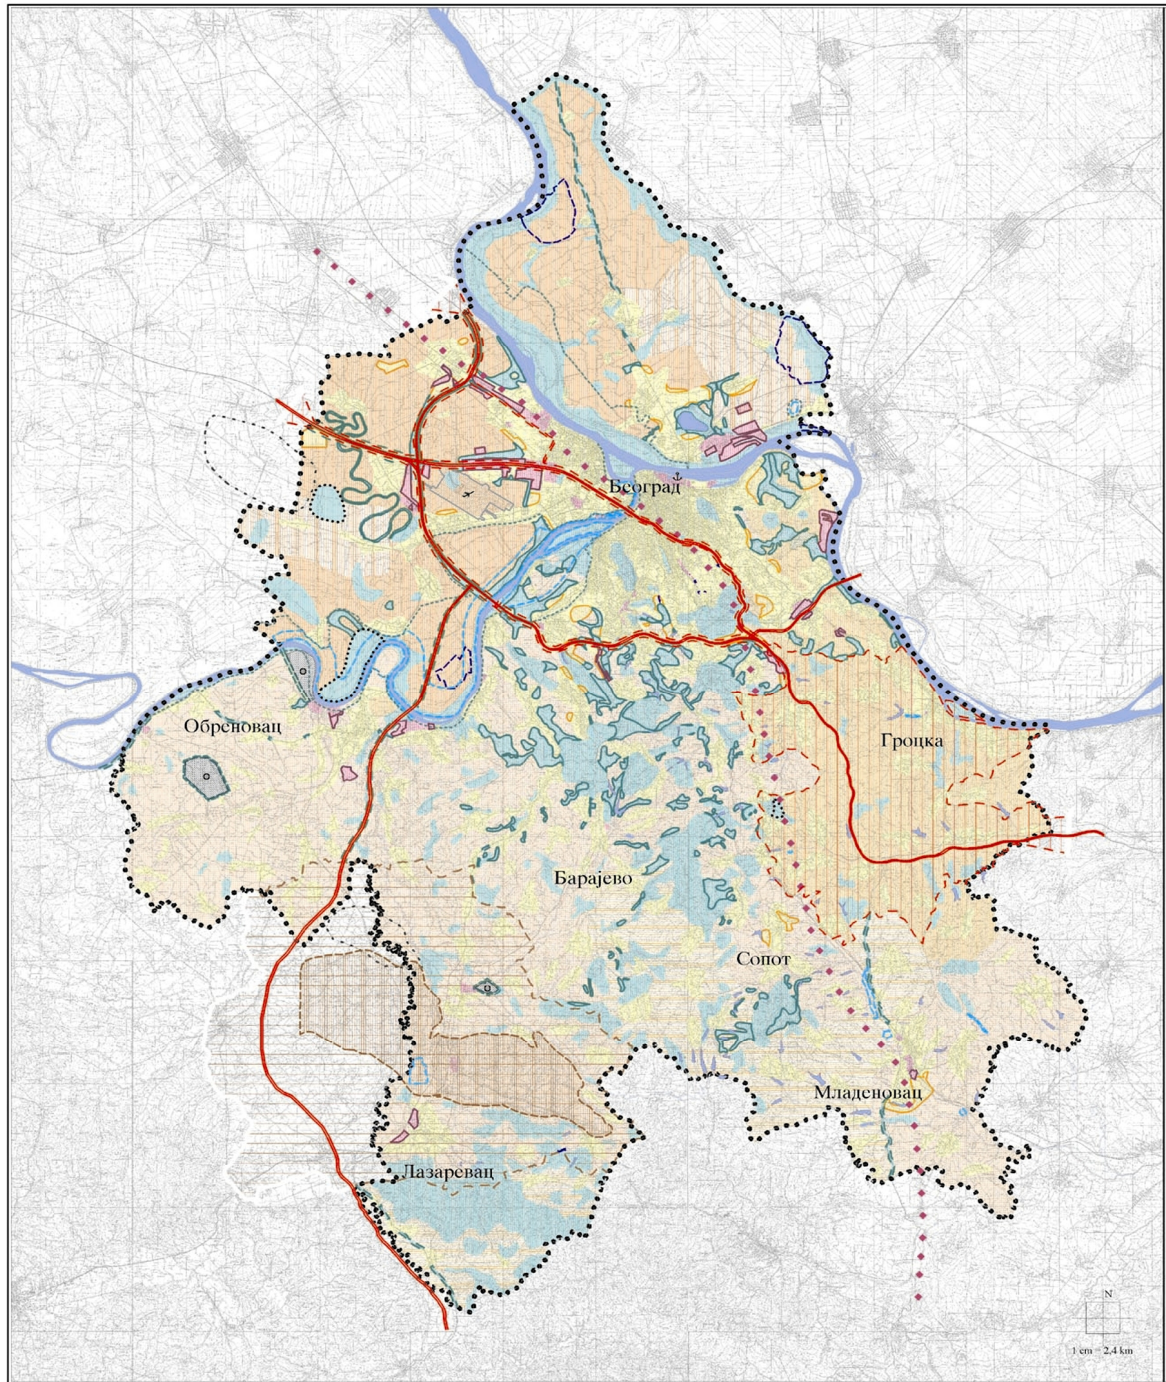 Београд
Обреновац
Гроцка
Барајево
Сопот
Младеновац
Лазаревац
N
1 cm = 2,4 km